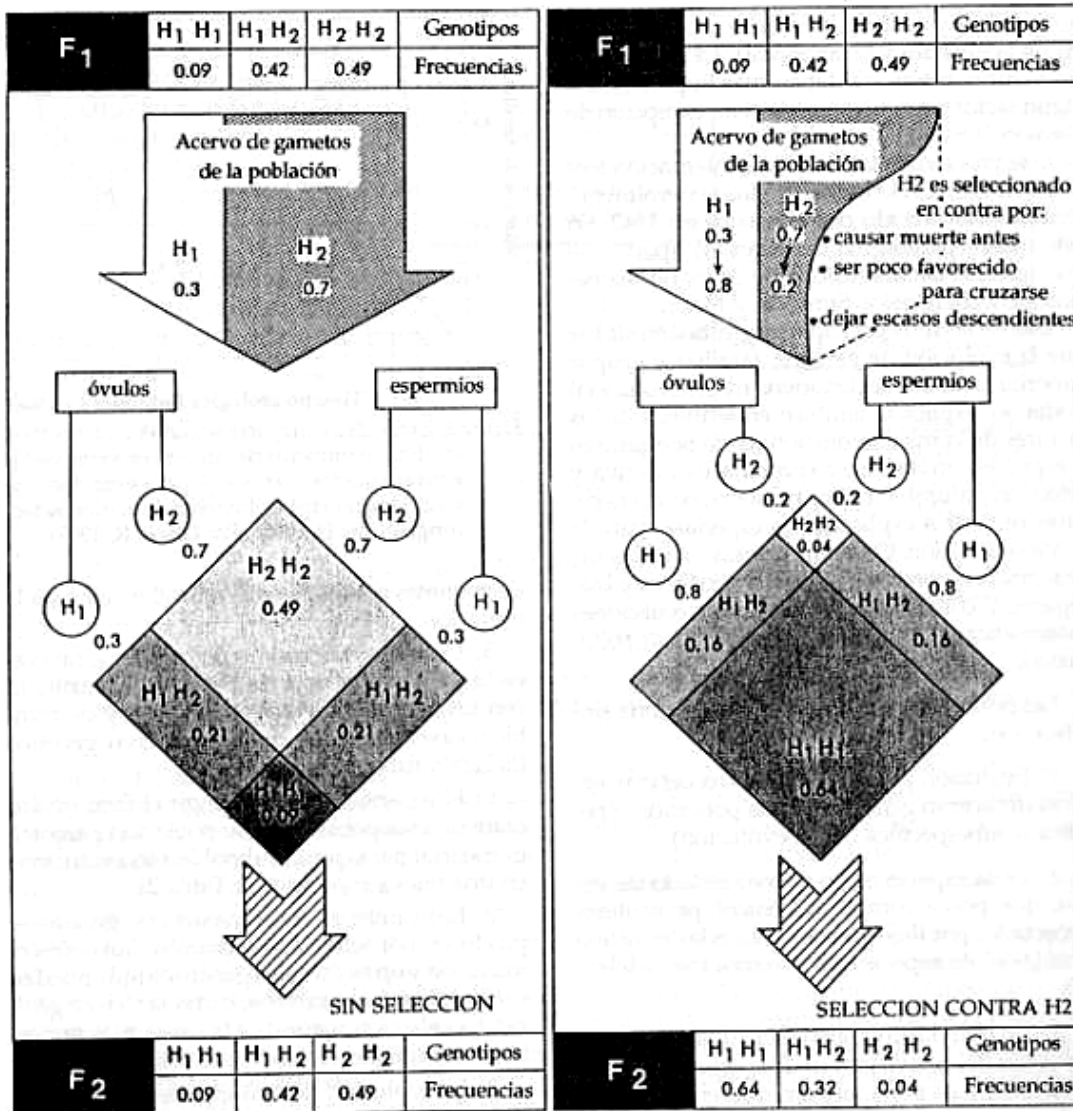 F1
H1 H1 H1 H2 H2 H2 Genotipos
0.09 0.42 0.49 Frecuencias
Acervo de gametos
de la población
H1 H2
0.3 0.7
óvulos espermios
H2 H2
0.7 0.7
H1 H1
0.3 0.3
H2 H2
0.49
H1 H2 H1 H2
0.21 0.21
H1 H1
0.09
SIN SELECCION
F2
H1 H1 H1 H2 H2 H2 Genotipos
0.09 0.42 0.49 Frecuencias
F1
H1 H1 H1 H2 H2 H2 Genotipos
0.09 0.42 0.49 Frecuencias
Acervo de gametos
de la población
H1 H2
0.3 0.7
0.8 0.2
H2 es seleccionado
en contra por:
• causar muerte antes
• ser poco favorecido
para cruzarse
• dejar escasos descendientes
óvulos espermios
H2 H2
0.2 0.2
H1 H1
0.8 0.8
H2H2
0.04
H1H2 H1H2
0.16 0.16
H1 H1
0.64
SELECCION CONTRA H2
F2
H1 H1 H1 H2 H2 H2 Genotipos
0.64 0.32 0.04 Frecuencias